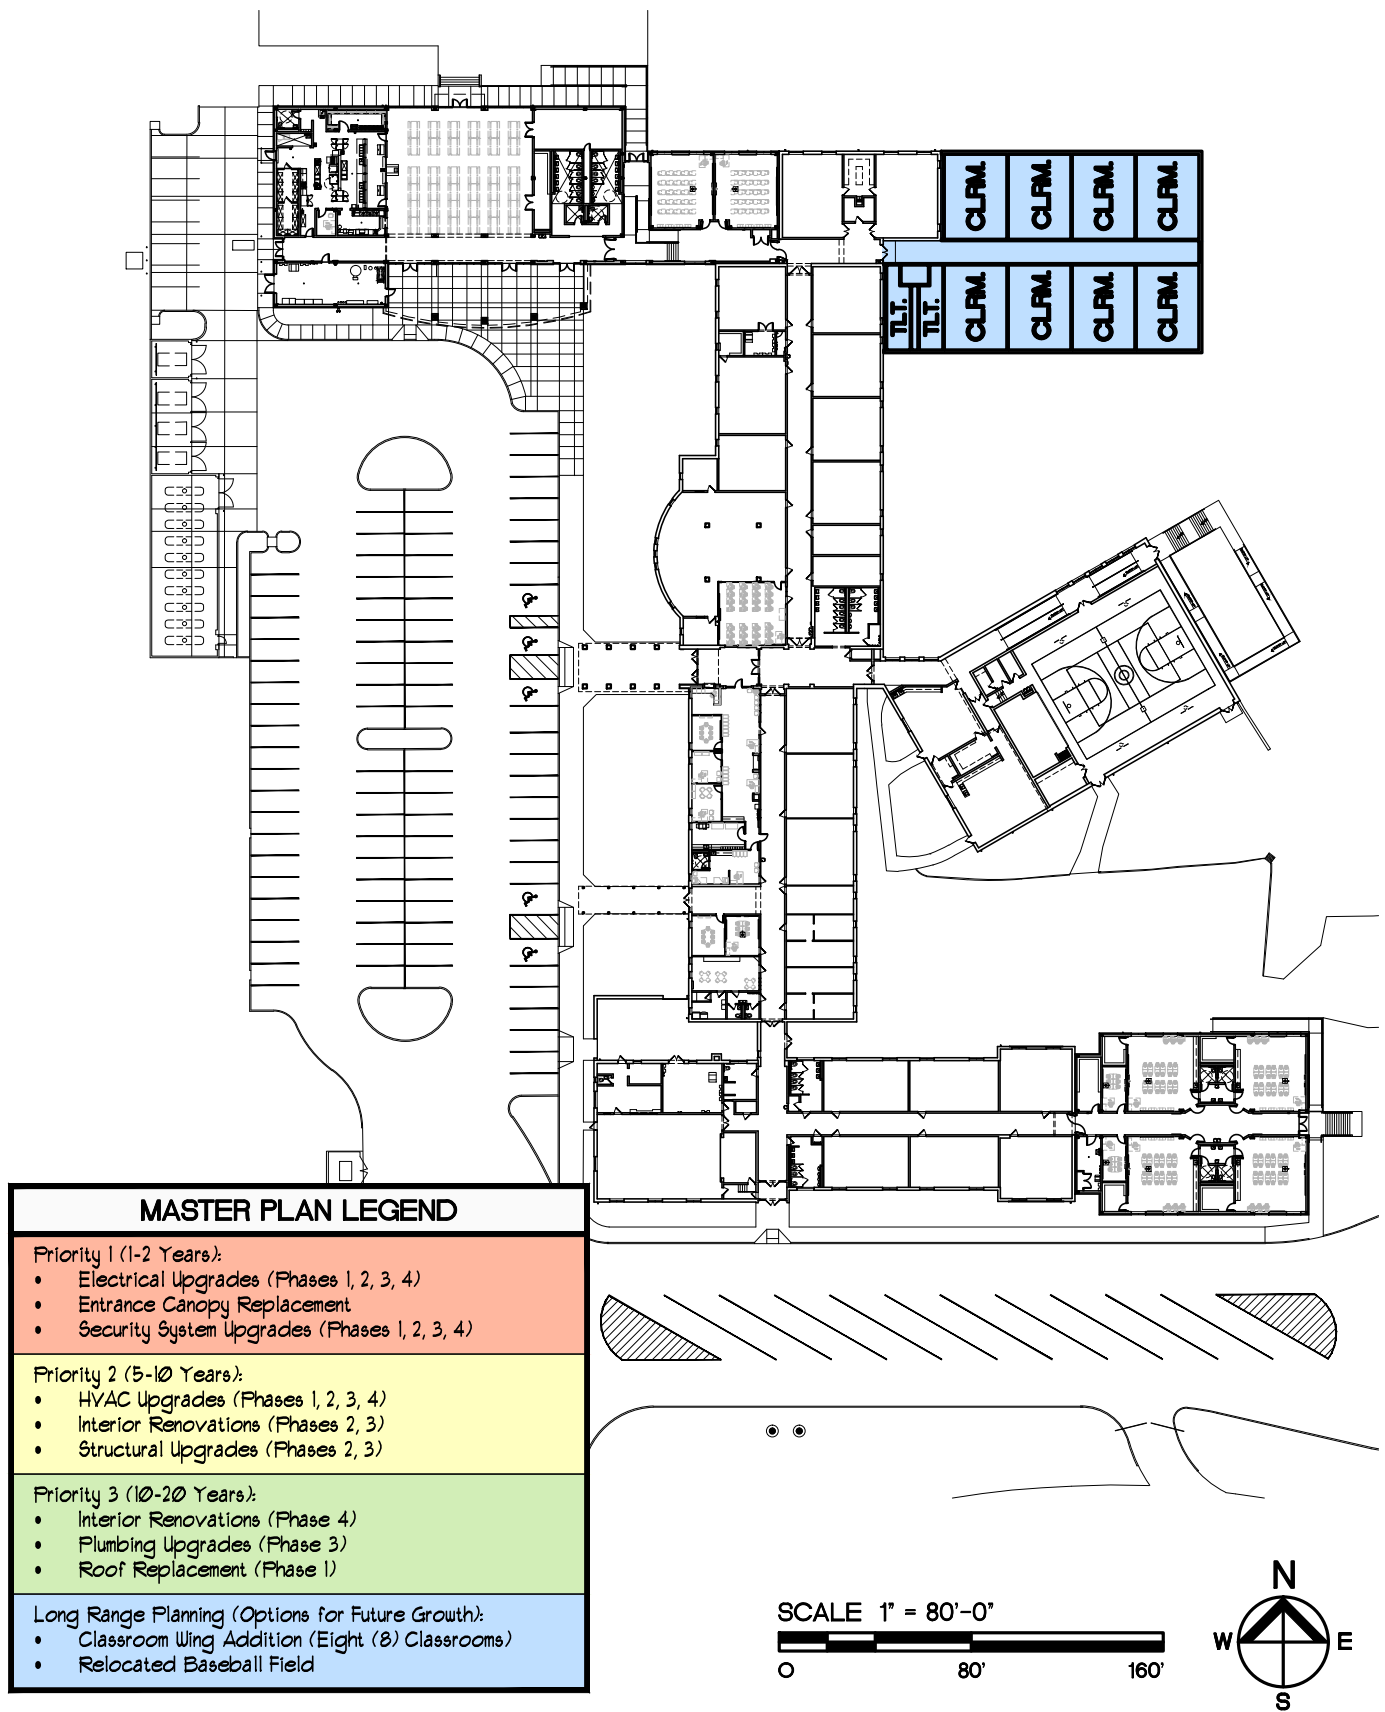 CLRM. CLRM. CLRM. CLRM.
TLT. TLT. CLRM. CLRM. CLRM. CLRM.
MASTER PLAN LEGEND
Priority 1 (1-2 Years):
• Electrical Upgrades (Phases 1, 2, 3, 4)
• Entrance Canopy Replacement
• Security System Upgrades (Phases 1, 2, 3, 4)
Priority 2 (5-10 Years):
• HVAC Upgrades (Phases 1, 2, 3, 4)
• Interior Renovations (Phases 2, 3)
• Structural Upgrades (Phases 2, 3)
Priority 3 (10-20 Years):
• Interior Renovations (Phase 4)
• Plumbing Upgrades (Phase 3)
• Roof Replacement (Phase 1)
Long Range Planning (Options for Future Growth):
• Classroom Wing Addition (Eight (8) Classrooms)
• Relocated Baseball Field
SCALE 1" = 80'-0"
0 80' 160'
N
W E
S